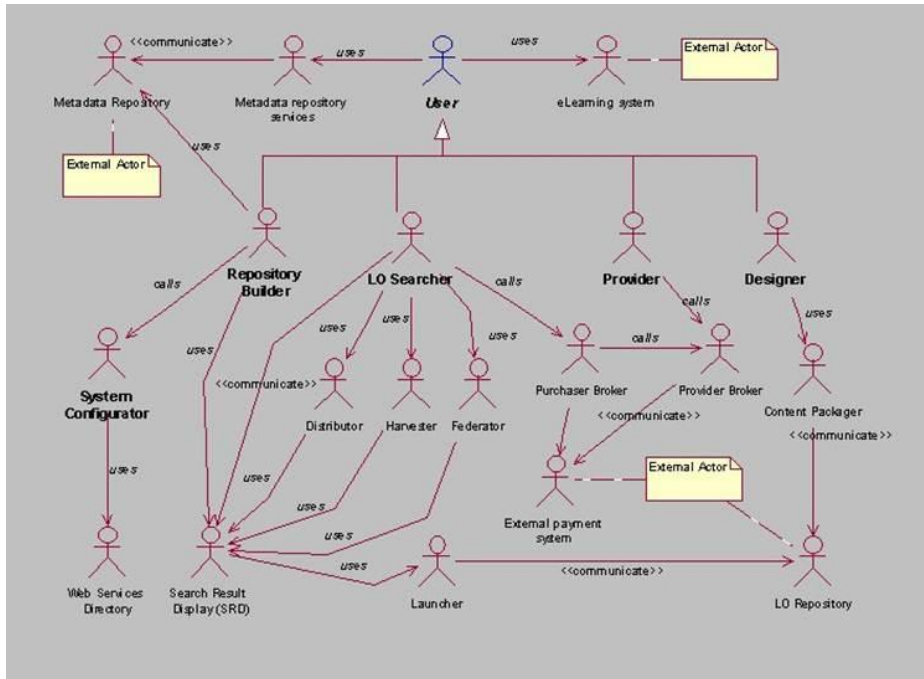 <<communicate>>
uses
uses
External Actor
Metadata Repository
Metadata repository
services
User
eLearning system
External Actor
uses
Repository
Builder
LO Searcher
Provider
Designer
calls
uses
uses
uses
uses
calls
calls
uses
calls
<<communicate>>
System
Configurator
Distributor
Harvester
Federator
Purchaser Broker
Provider Broker
Content Packager
<<communicate>>
<<communicate>>
uses
uses
uses
uses
External Actor
External payment
system
uses
<<communicate>>
Web Services
Directory
Search Result
Display (SRD)
Launcher
LO Repository